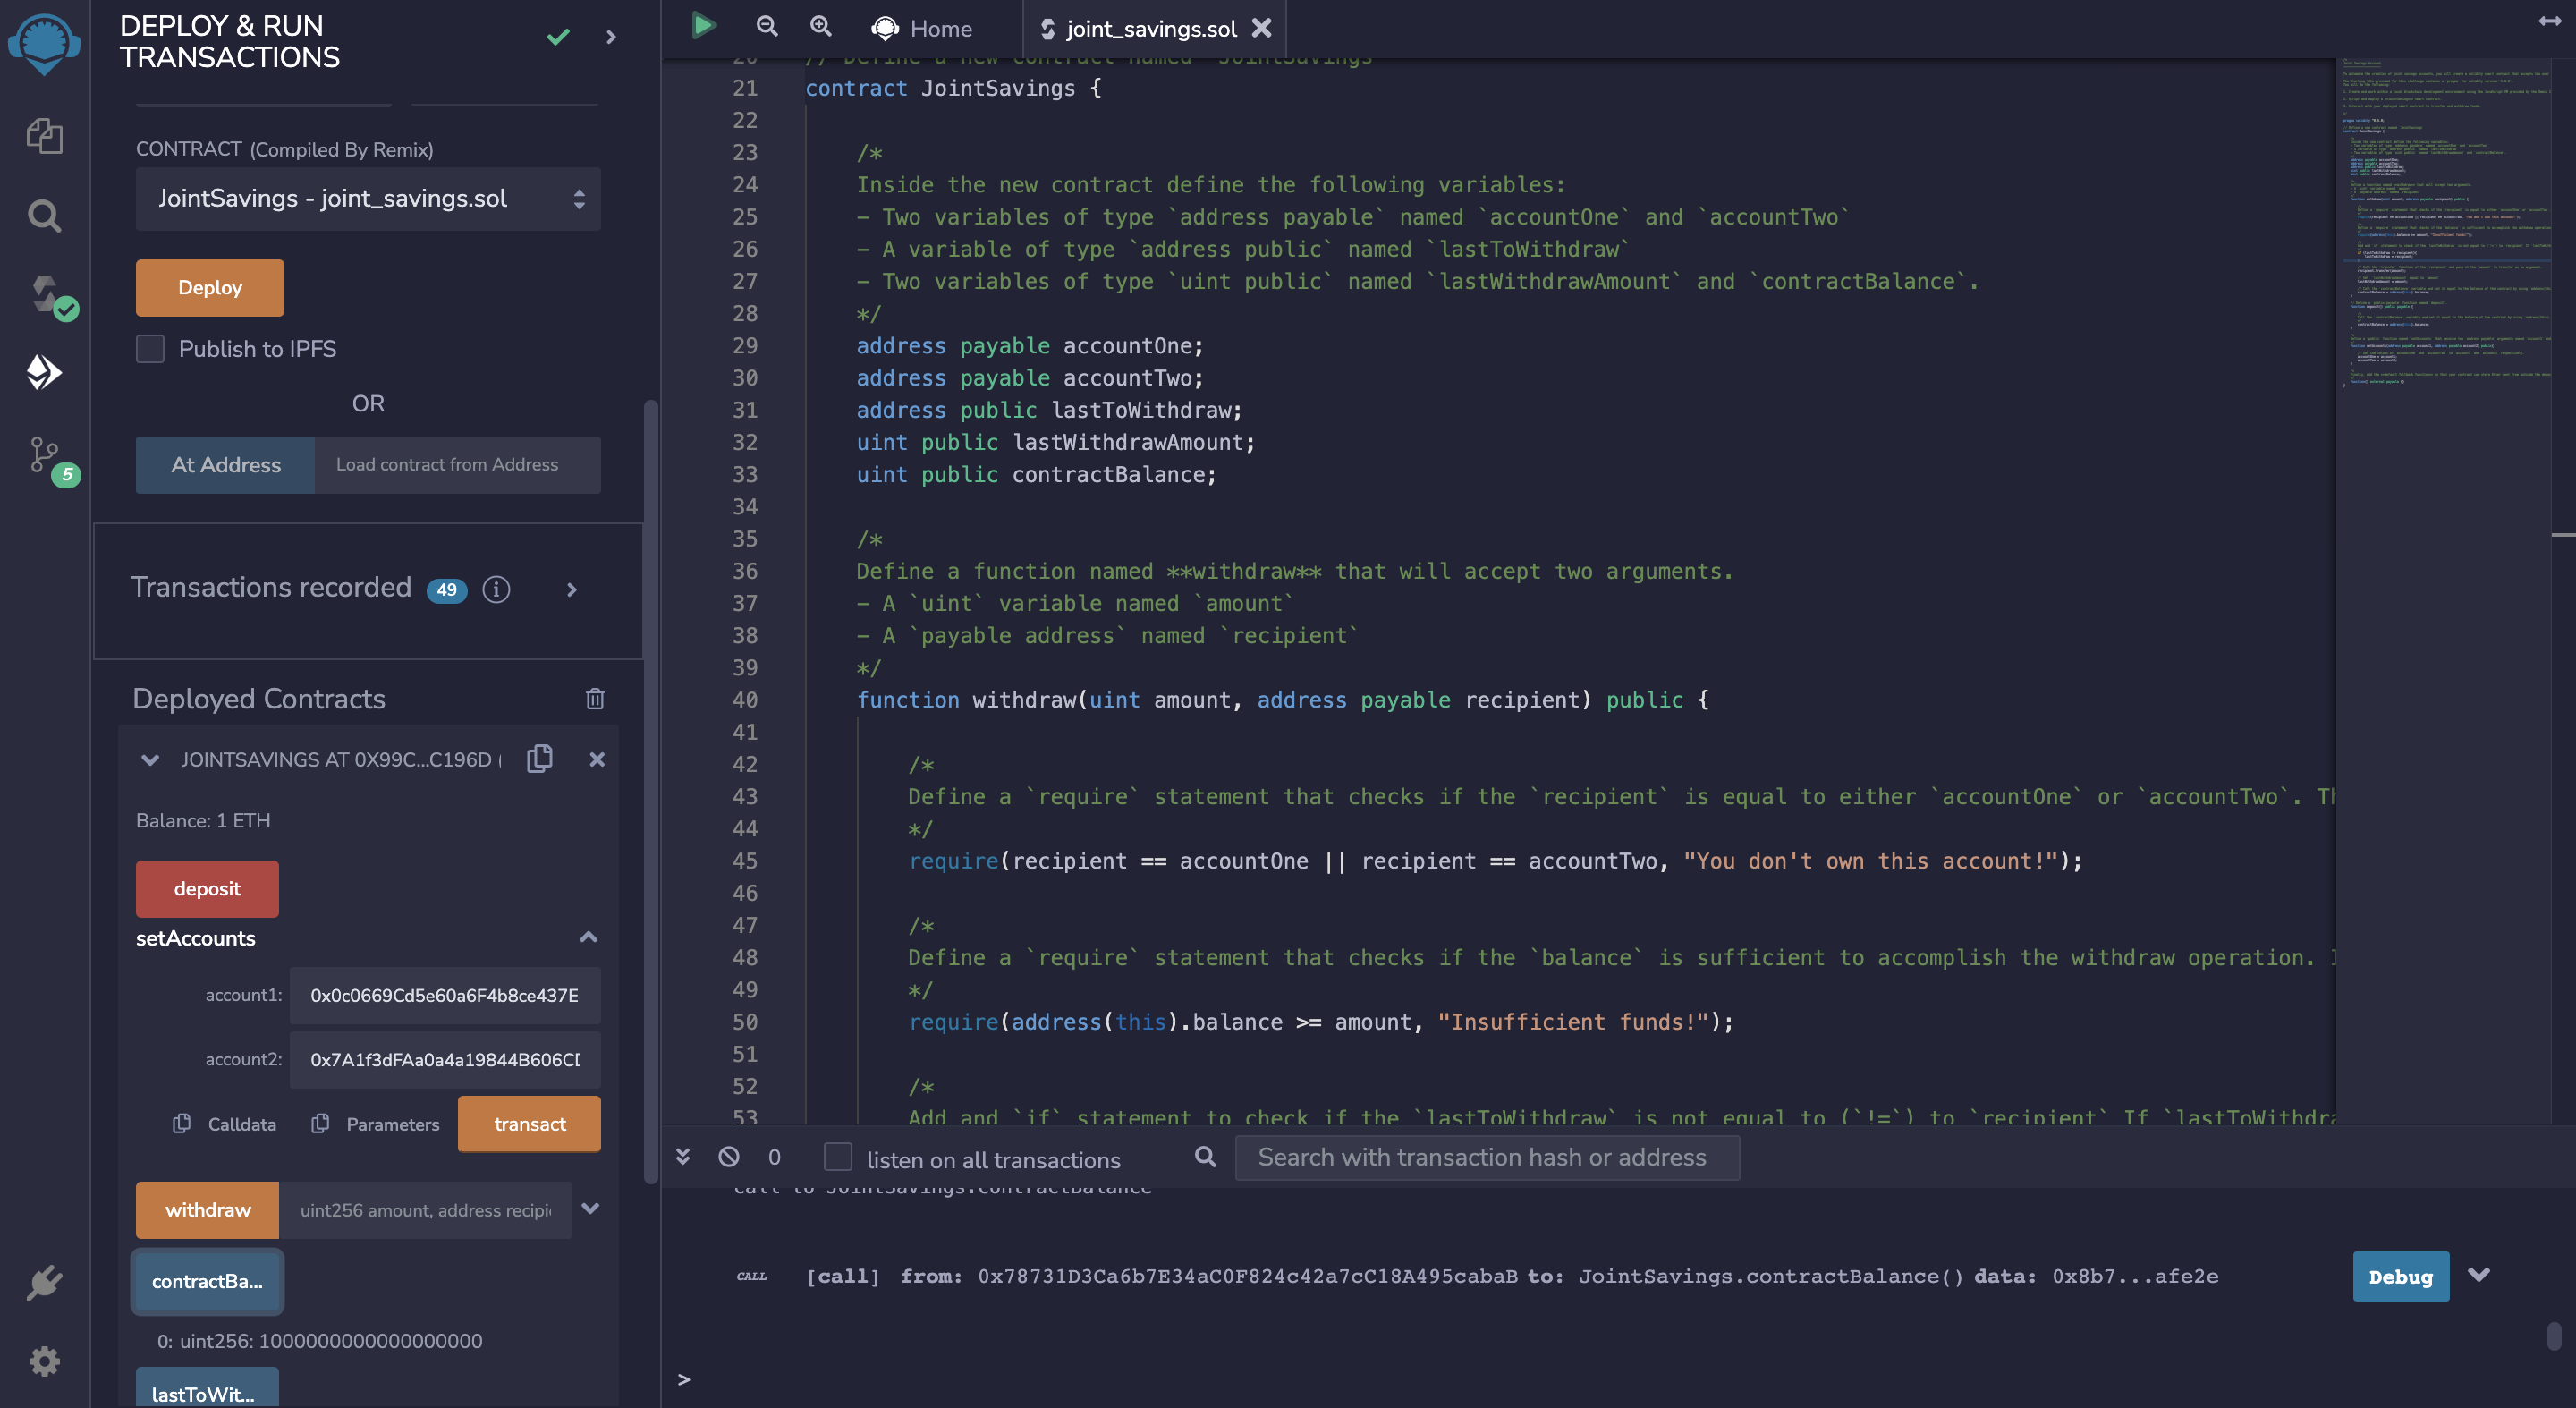 DEPLOY & RUN
TRANSACTIONS
CONTRACT (Compiled By Remix)
JointSavings - joint_savings.sol
Deploy
Publish to IPFS
OR
At Address
Load contract from Address
5
Transactions recorded 49 i
Deployed Contracts
JOINTSAVINGS AT 0X99C...C196D (
Balance: 1 ETH
deposit
setAccounts
account1: 0x0c0669Cd5e60a6F4b8ce437E
account2: 0x7A1f3dFAa0a4a19844B606CD
Calldata
Parameters
transact
withdraw
uint256 amount, address recipi
contractBa...
0: uint256: 1000000000000000000
lastToWit...
Home
joint_savings.sol
20 // Define a new contract named `JointSavings`
21 contract JointSavings {
22
23 /*
24 Inside the new contract define the following variables:
25 - Two variables of type `address payable` named `accountOne` and `accountTwo`
26 - A variable of type `address public` named `lastToWithdraw`
27 - Two variables of type `uint public` named `lastWithdrawAmount` and `contractBalance`.
28 */
29 address payable accountOne;
30 address payable accountTwo;
31 address public lastToWithdraw;
32 uint public lastWithdrawAmount;
33 uint public contractBalance;
34
35 /*
36 Define a function named **withdraw** that will accept two arguments.
37 - A `uint` variable named `amount`
38 - A `payable address` named `recipient`
39 */
40 function withdraw(uint amount, address payable recipient) public {
41
42 /*
43 Define a `require` statement that checks if the `recipient` is equal to either `accountOne` or `accountTwo`. Th
44 */
45 require(recipient == accountOne || recipient == accountTwo, "You don't own this account!");
46
47 /*
48 Define a `require` statement that checks if the `balance` is sufficient to accomplish the withdraw operation. I
49 */
50 require(address(this).balance >= amount, "Insufficient funds!");
51
52 /*
53 Add and `if` statement to check if the `lastToWithdraw` is not equal to (`!=`) to `recipient` If `lastToWithdra
0
listen on all transactions
Search with transaction hash or address
call to JointSavings.contractBalance
CALL [call] from: 0x78731D3Ca6b7E34aC0F824c42a7cC18A495cabaB to: JointSavings.contractBalance() data: 0x8b7...afe2e
Debug
>